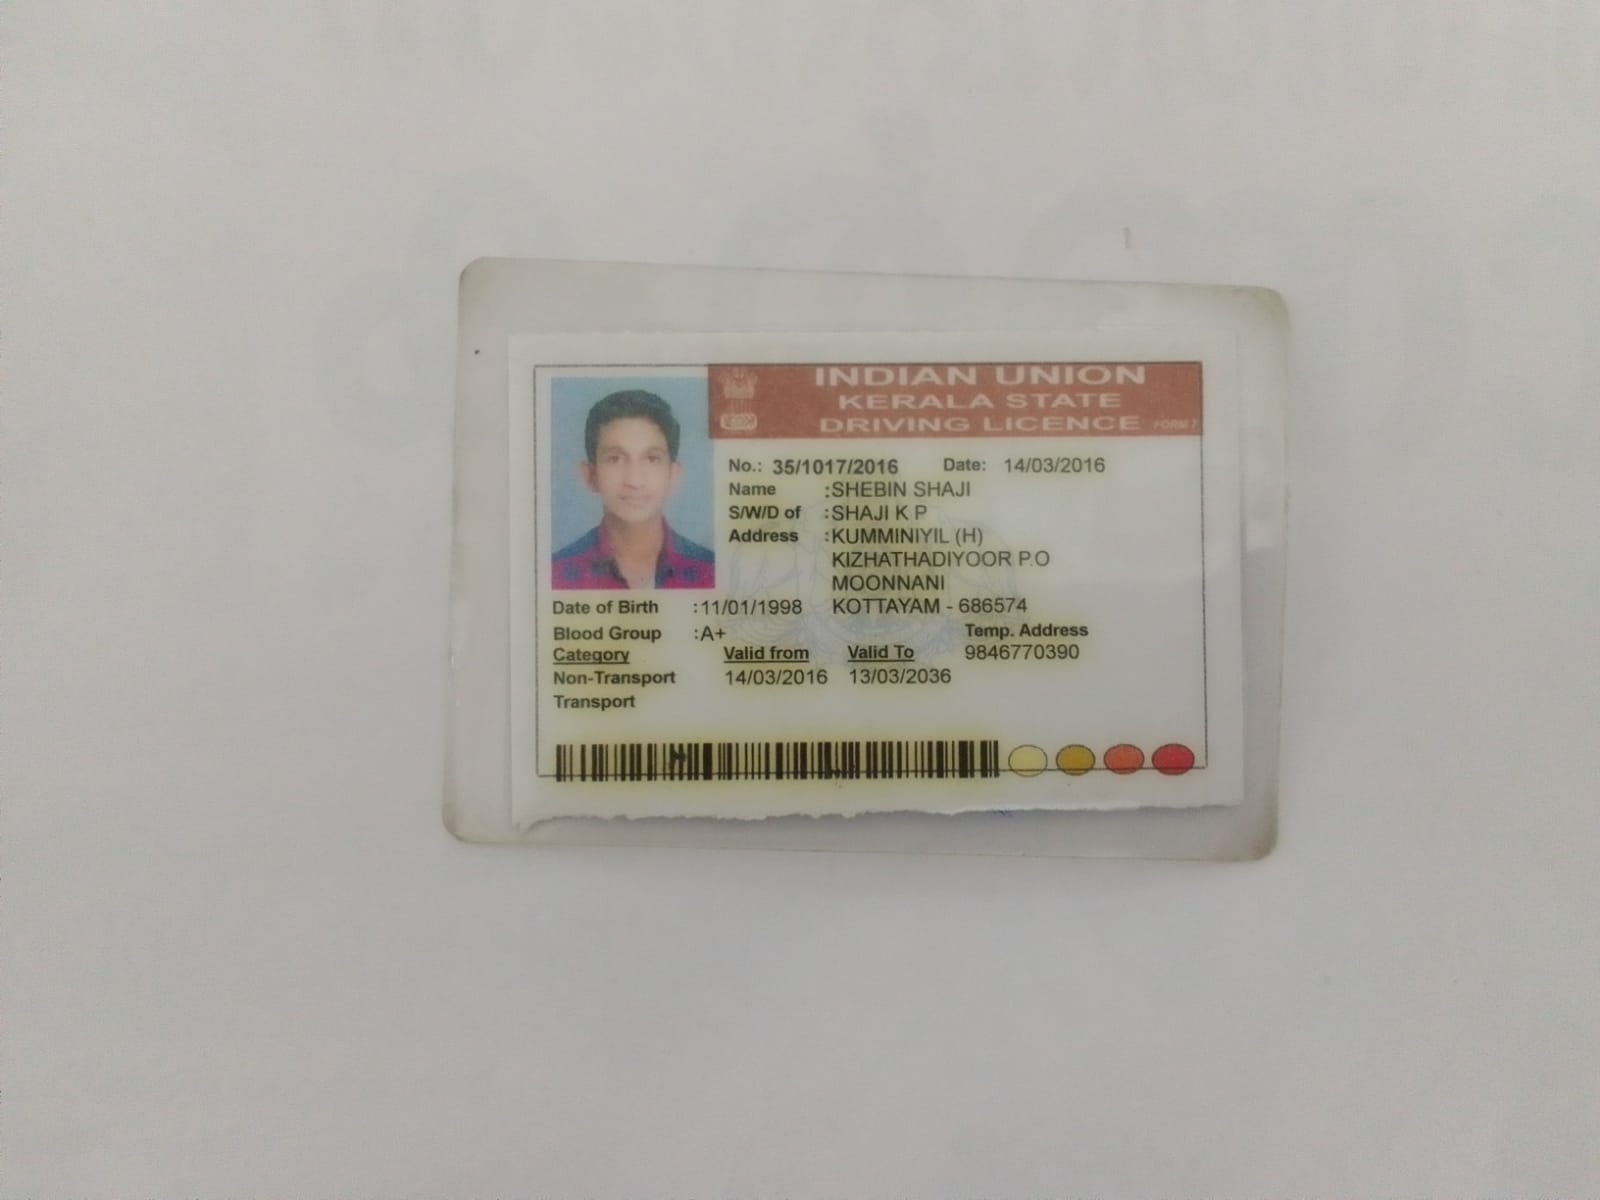 INDIAN UNION
KERALA STATE
DRIVING LICENCE FORM 7
No.: 35/1017/2016 Date: 14/03/2016
Name :SHEBIN SHAJI
S/W/D of :SHAJI K P
Address :KUMMINIYIL (H)
KIZHATHADIYOOR P.O
MOONNANI
Date of Birth :11/01/1998 KOTTAYAM - 686574
Blood Group :A+ Temp. Address
Category Valid from Valid To 9846770390
Non-Transport 14/03/2016 13/03/2036
Transport